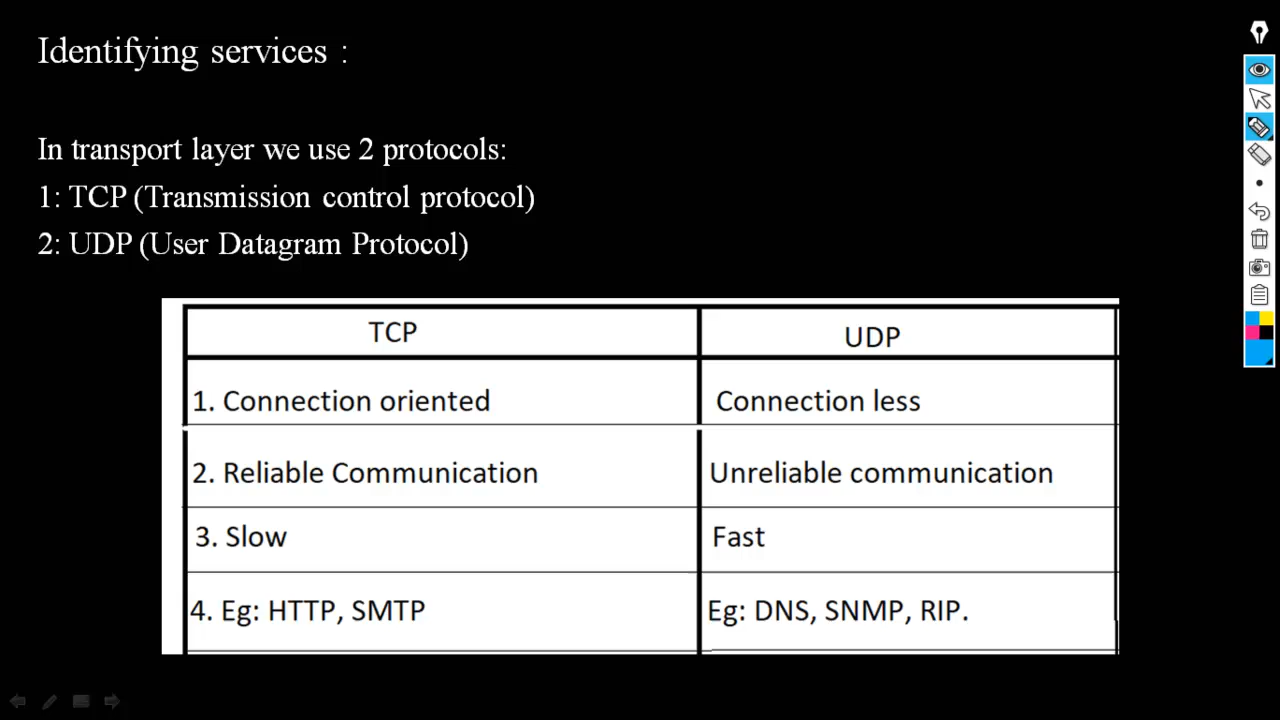 Identifying services :
In transport layer we use 2 protocols:
1: TCP (Transmission control protocol)
2: UDP (User Datagram Protocol)
TCP UDP
1. Connection oriented Connection less
2. Reliable Communication Unreliable communication
3. Slow Fast
4. Eg: HTTP, SMTP Eg: DNS, SNMP, RIP.